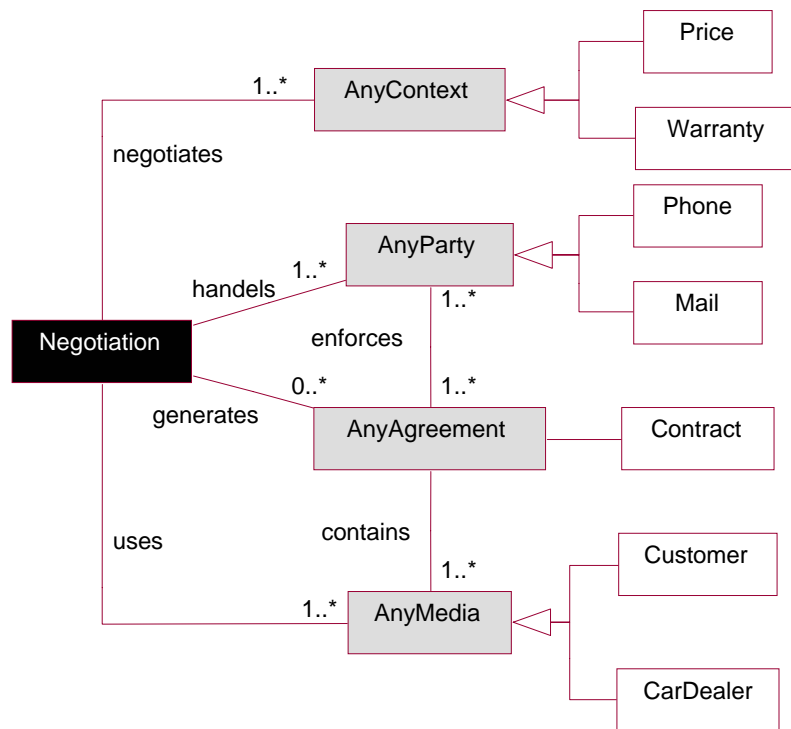 Price
1..*
AnyContext
Warranty
negotiates
Phone
AnyParty
1..*
handels
1..*
Mail
Negotiation
enforces
0..*
1..*
generates
AnyAgreement
Contract
uses
contains
Customer
1..*
1..*
AnyMedia
CarDealer